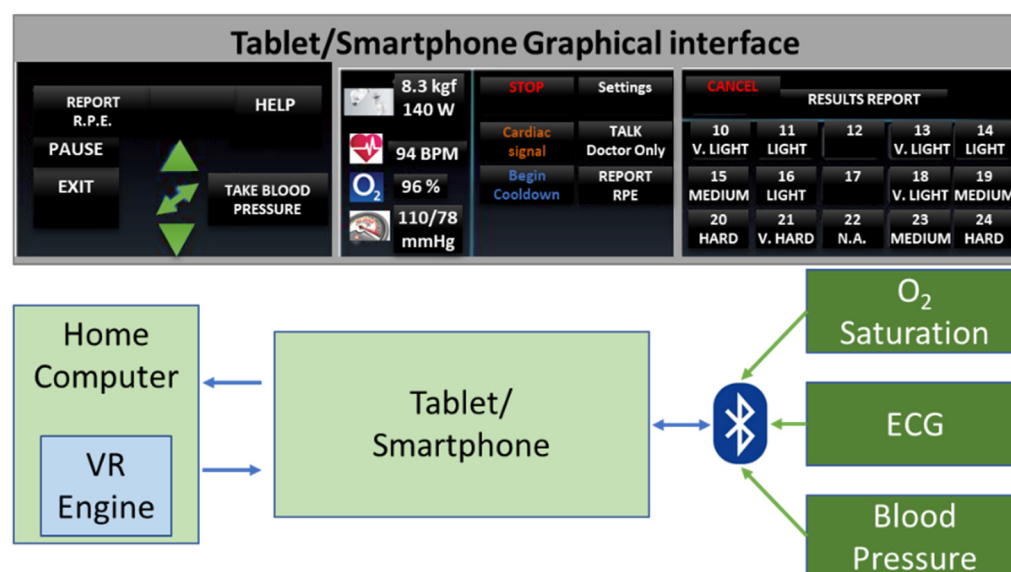 Tablet/Smartphone Graphical interface
REPORT
R.P.E.
HELP
PAUSE
EXIT
TAKE BLOOD
PRESSURE
8.3 kgf
140 W
94 BPM
O2
96 %
110/78
mmHg
STOP
Settings
Cardiac
signal
TALK
Doctor Only
Begin
Cooldown
REPORT
RPE
CANCEL
RESULTS REPORT
10 11 12 13 14
V. LIGHT LIGHT V. LIGHT LIGHT
15 16 17 18 19
MEDIUM LIGHT V. LIGHT MEDIUM
20 21 22 23 24
HARD V. HARD N.A. MEDIUM HARD
Home
Computer
VR
Engine
Tablet/
Smartphone
O2
Saturation
ECG
Blood
Pressure